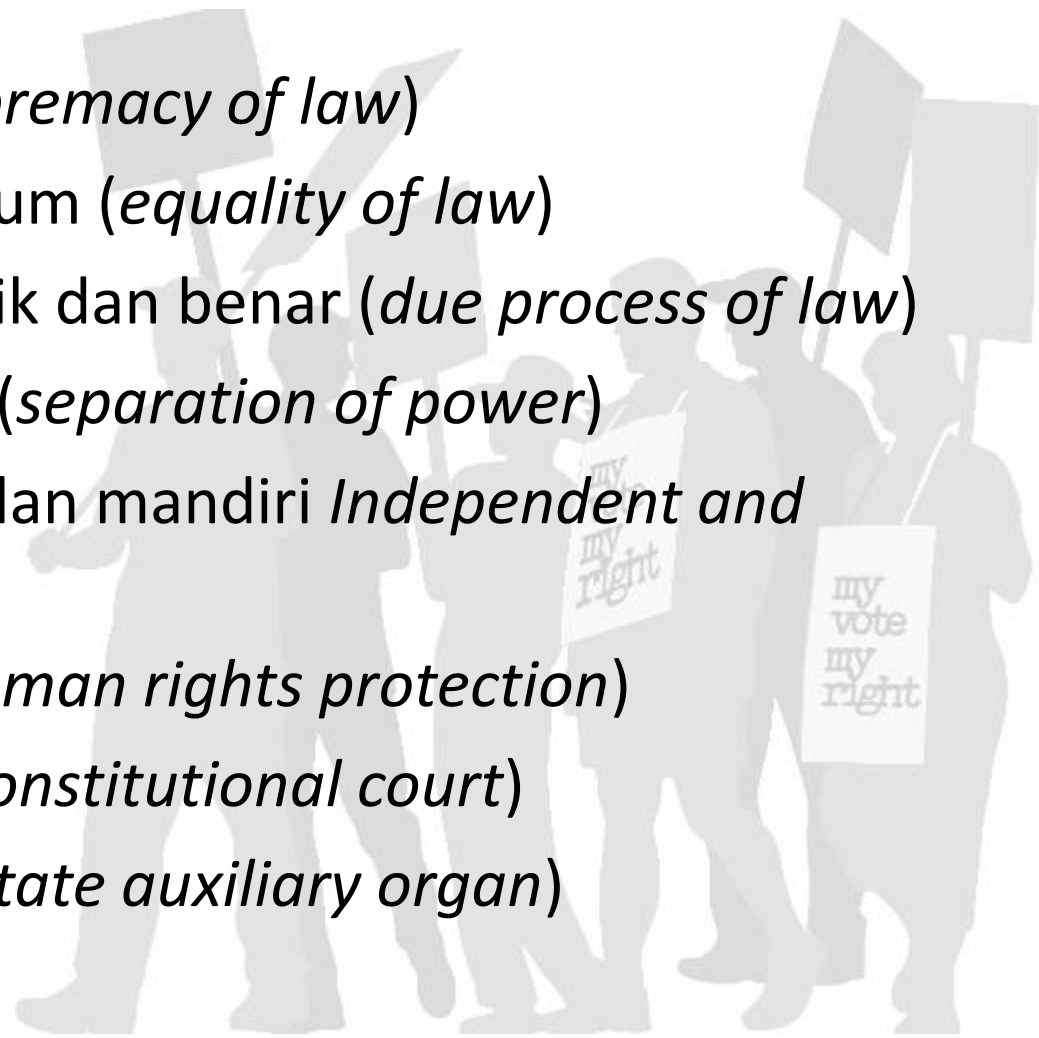 premacy of law)
um (equality of law)
ik dan benar (due process of law)
(separation of power)
dan mandiri Independent and
man rights protection)
onstitutional court)
tate auxiliary organ)
my
vote
my
right
my
vote
my
right